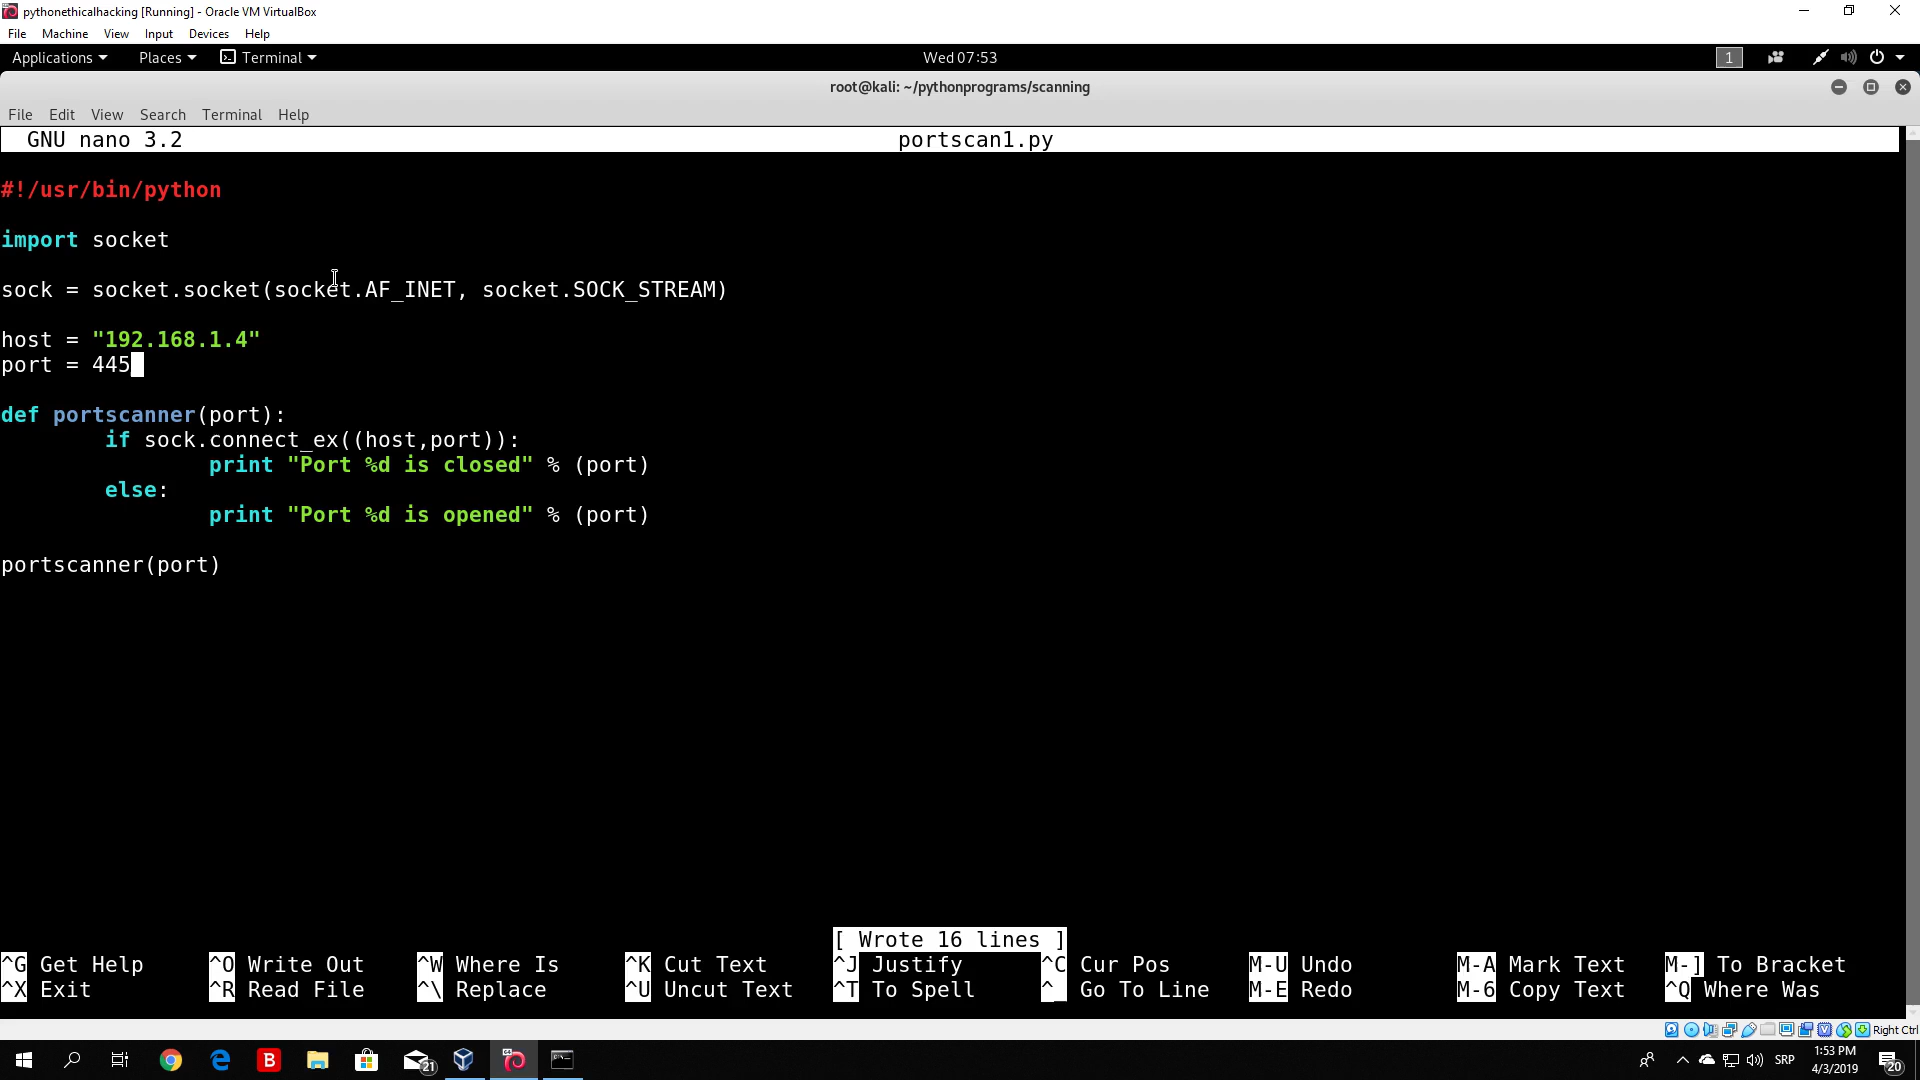 pythonethicalhacking [Running] - Oracle VM VirtualBox
File Machine View Input Devices Help
Applications Places Terminal Wed 07:53 1
root@kali: ~/pythonprograms/scanning
File Edit View Search Terminal Help
GNU nano 3.2 portscan1.py
#!/usr/bin/python
import socket
sock = socket.socket(socket.AF_INET, socket.SOCK_STREAM)
host = "192.168.1.4"
port = 445
def portscanner(port):
if sock.connect_ex((host,port)):
print "Port %d is closed" % (port)
else:
print "Port %d is opened" % (port)
portscanner(port)
[ Wrote 16 lines ]
^G Get Help ^O Write Out ^W Where Is ^K Cut Text ^J Justify ^C Cur Pos M-U Undo M-A Mark Text M-] To Bracket
^X Exit ^R Read File ^\ Replace ^U Uncut Text ^T To Spell ^_ Go To Line M-E Redo M-6 Copy Text ^Q Where Was
Right Ctrl
B 21 SRP 1:53 PM 20
4/3/2019